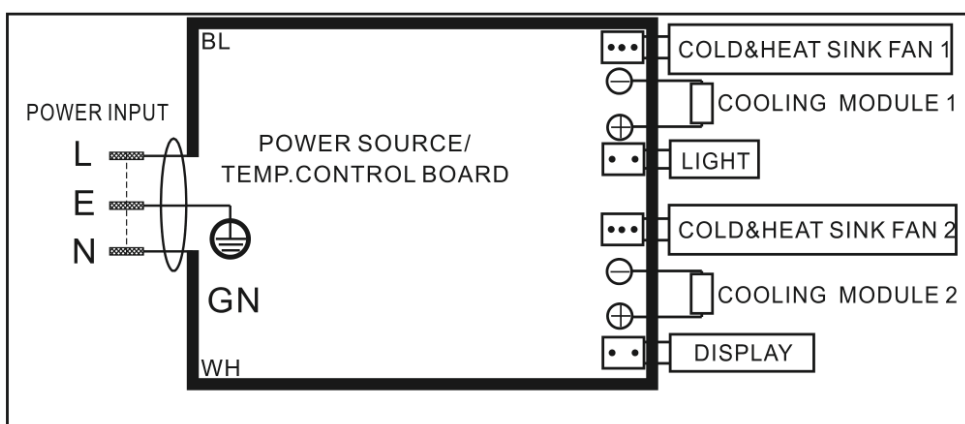 BL
POWER INPUT
L
E
N
POWER SOURCE/
TEMP.CONTROL BOARD
GN
WH
COLD&HEAT SINK FAN 1
COOLING MODULE 1
LIGHT
COLD&HEAT SINK FAN 2
COOLING MODULE 2
DISPLAY